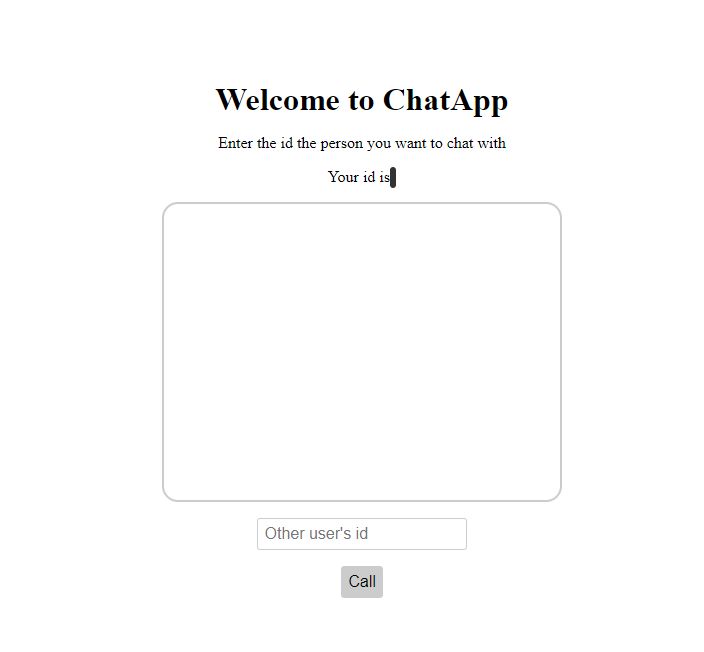 Welcome to ChatApp
Enter the id the person you want to chat with
Your id is
Other user's id
Call